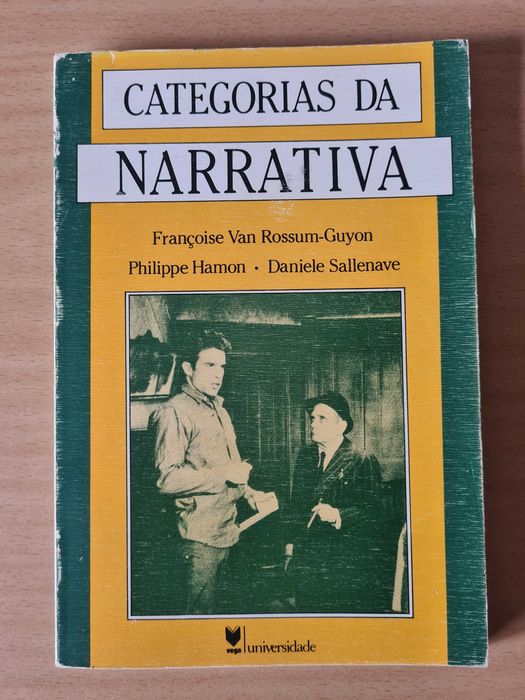 CATEGORIAS DA
NARRATIVA
Françoise Van Rossum-Guyon
Philippe Hamon • Daniele Sallenave
vega universidade